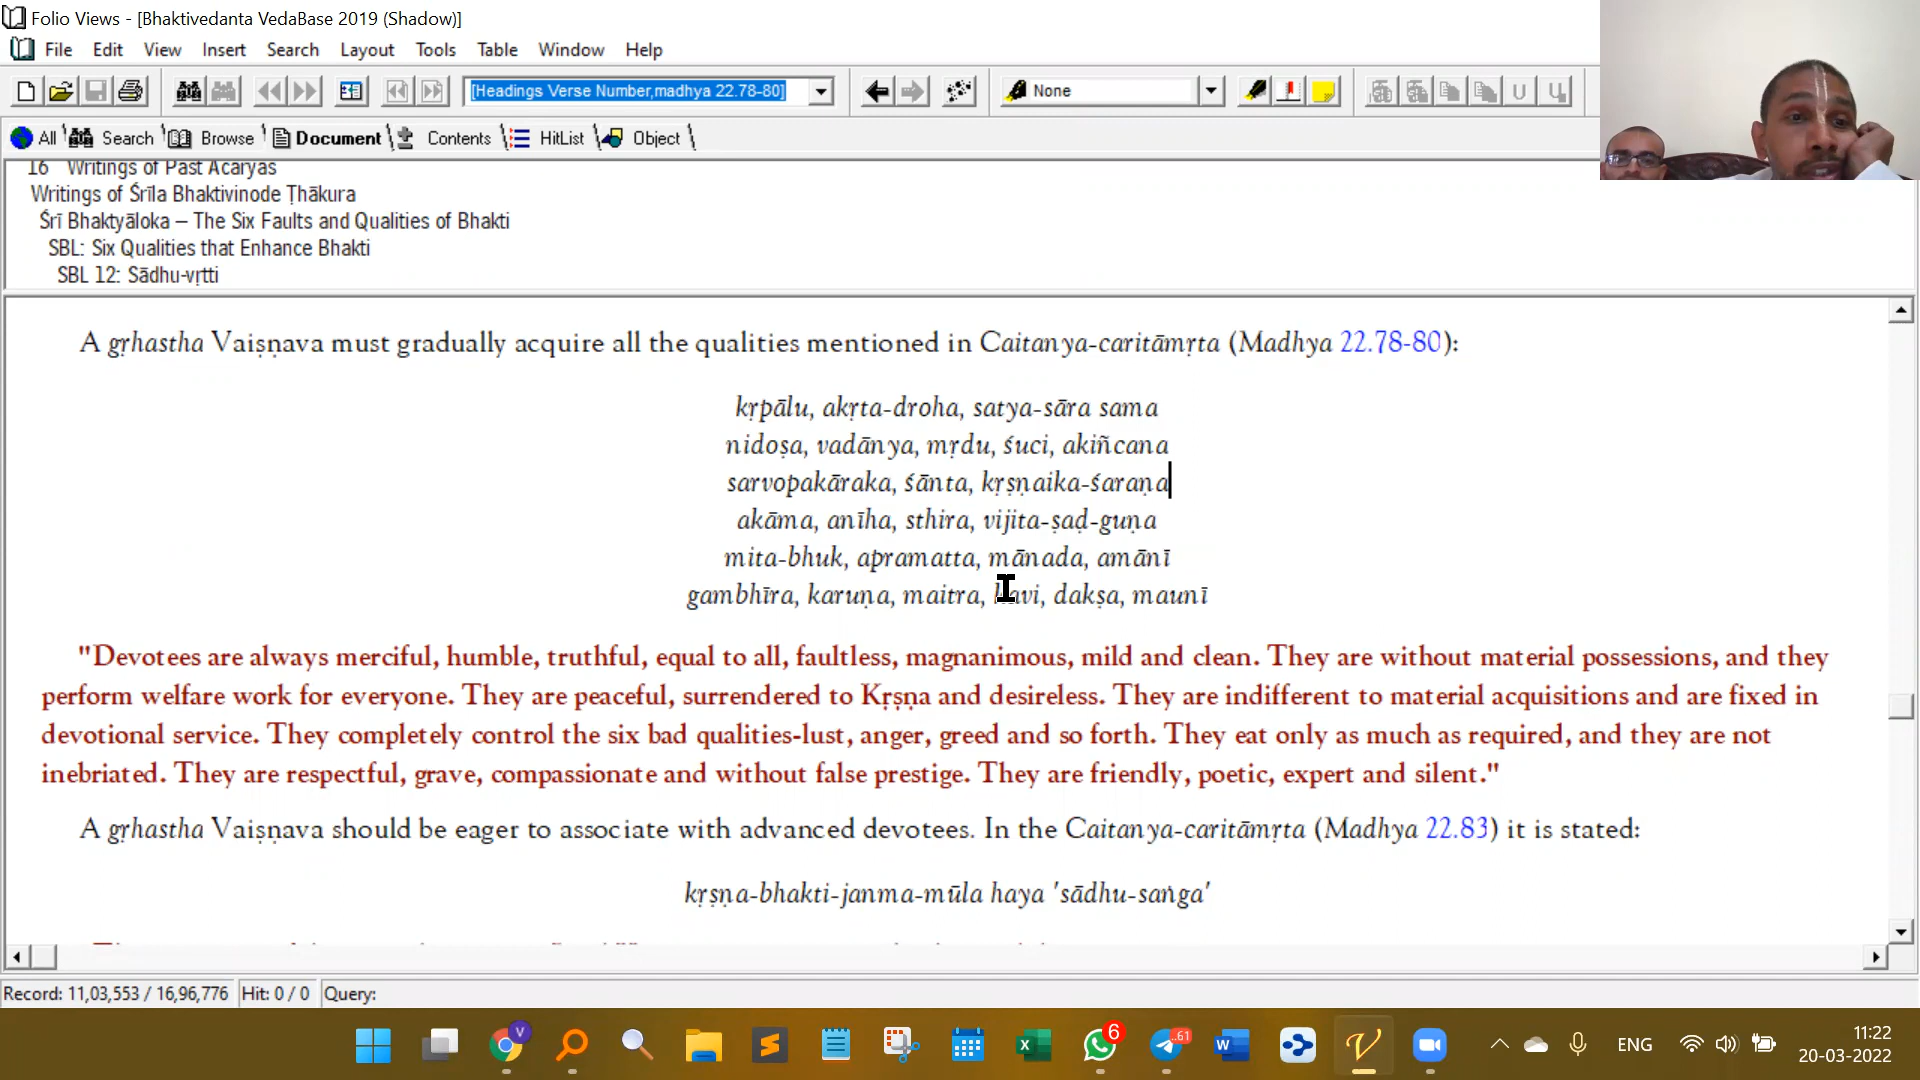 Folio Views - [Bhaktivedanta VedaBase 2019 (Shadow)]
File Edit View Insert Search Layout Tools Table Window Help
[Headings Verse Number,madhya 22.78-80] None
All Search Browse Document Contents HitList Object
16 Writings of Past Ācāryas
Writings of Śrīla Bhaktivinode Ṭhākura
Śrī Bhaktyāloka – The Six Faults and Qualities of Bhakti
SBL: Six Qualities that Enhance Bhakti
SBL 12: Sādhu-vṛtti
A gṛhastha Vaiṣṇava must gradually acquire all the qualities mentioned in Caitanya-caritāmṛta (Madhya 22.78-80):
kṛpālu, akṛta-droha, satya-sāra sama
nidoṣa, vadānya, mṛdu, śuci, akiñcana
sarvopakāraka, śānta, kṛṣṇaika-śaraṇa
akāma, anīha, sthira, vijita-ṣaḍ-guṇa
mita-bhuk, apramatta, mānada, amānī
gambhīra, karuṇa, maitra, kavi, dakṣa, maunī
"Devotees are always merciful, humble, truthful, equal to all, faultless, magnanimous, mild and clean. They are without material possessions, and they
perform welfare work for everyone. They are peaceful, surrendered to Kṛṣṇa and desireless. They are indifferent to material acquisitions and are fixed in
devotional service. They completely control the six bad qualities-lust, anger, greed and so forth. They eat only as much as required, and they are not
inebriated. They are respectful, grave, compassionate and without false prestige. They are friendly, poetic, expert and silent."
A gṛhastha Vaiṣṇava should be eager to associate with advanced devotees. In the Caitanya-caritāmṛta (Madhya 22.83) it is stated:
kṛṣṇa-bhakti-janma-mūla haya 'sādhu-saṅga'
Record: 11,03,553 / 16,96,776 Hit: 0 / 0 Query:
V 6 61 ENG 11:22
20-03-2022